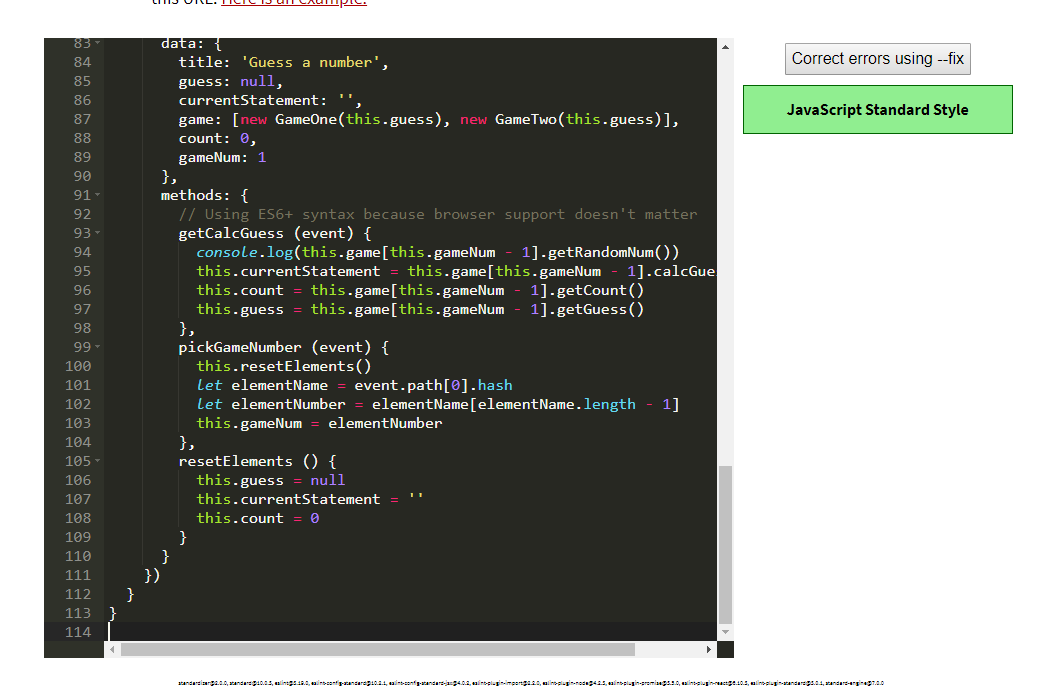 this URL. Here is an example.
Correct errors using --fix
JavaScript Standard Style
83 data: {
84 title: 'Guess a number',
85 guess: null,
86 currentStatement: '',
87 game: [new GameOne(this.guess), new GameTwo(this.guess)],
88 count: 0,
89 gameNum: 1
90 },
91 methods: {
92 // Using ES6+ syntax because browser support doesn't matter
93 getCalcGuess (event) {
94 console.log(this.game[this.gameNum - 1].getRandomNum())
95 this.currentStatement = this.game[this.gameNum - 1].calcGue
96 this.count = this.game[this.gameNum - 1].getCount()
97 this.guess = this.game[this.gameNum - 1].getGuess()
98 },
99 pickGameNumber (event) {
100 this.resetElements()
101 let elementName = event.path[0].hash
102 let elementNumber = elementName[elementName.length - 1]
103 this.gameNum = elementNumber
104 },
105 resetElements () {
106 this.guess = null
107 this.currentStatement = ''
108 this.count = 0
109 }
110 }
111 })
112 }
113 }
114